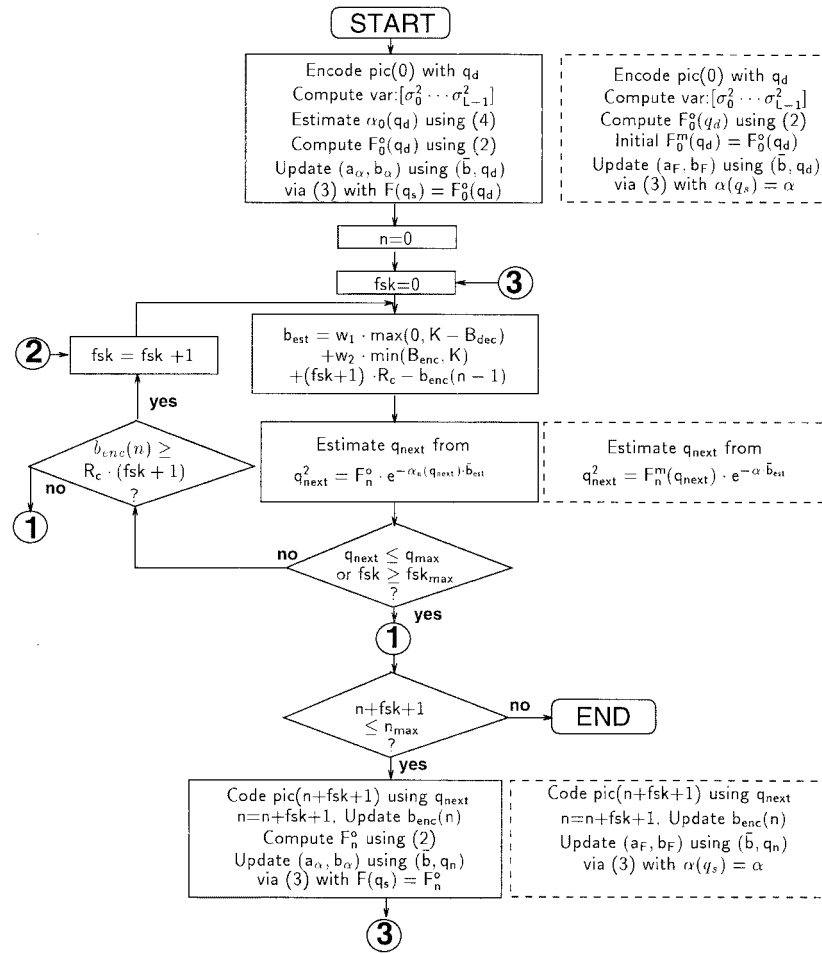 START
Encode pic(0) with q_d
Compute var:[σ_0^2 ··· σ_{L-1}^2]
Estimate α_0(q_d) using (4)
Compute F_0^o(q_d) using (2)
Update (a_α, b_α) using (b̄, q_d)
via (3) with F(q_s) = F_0^o(q_d)
Encode pic(0) with q_d
Compute var:[σ_0^2 ··· σ_{L-1}^2]
Compute F_0^o(q_d) using (2)
Initial F_0^m(q_d) = F_0^o(q_d)
Update (a_F, b_F) using (b̄, q_d)
via (3) with α(q_s) = α
n=0
fsk=0
3
2
fsk = fsk +1
b_est = w_1 · max(0, K − B_dec)
+w_2 · min(B_enc, K)
+(fsk+1) ·R_c − b_enc(n − 1)
yes
b_enc(n) ≥
R_c · (fsk + 1)
?
no
1
Estimate q_next from
q_next^2 = F_n^o · e^{−α_n(q_next)·b̄_est}
Estimate q_next from
q_next^2 = F_n^m(q_next) · e^{−α·b̄_est}
no
q_next ≤ q_max
or fsk ≥ fsk_max
?
yes
1
n+fsk+1
≤ n_max
?
no
END
yes
Code pic(n+fsk+1) using q_next
n=n+fsk+1, Update b_enc(n)
Compute F_n^o using (2)
Update (a_α, b_α) using (b̄, q_n)
via (3) with F(q_s) = F_n^o
Code pic(n+fsk+1) using q_next
n=n+fsk+1, Update b_enc(n)
Update (a_F, b_F) using (b̄, q_n)
via (3) with α(q_s) = α
3